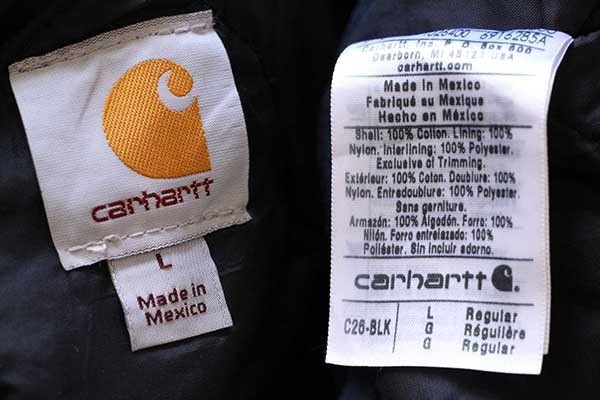 carhartt
L
Made in
Mexico
6916285A
Carhartt, Inc. P.O. Box 600
Dearborn, MI 48121 USA
carhartt.com
Made in Mexico
Fabriqué au Mexique
Hecho en México
Shell: 100% Cotton. Lining: 100%
Nylon. Interlining: 100% Polyester.
Exclusive of Trimming.
Extérieur: 100% Coton. Doublure: 100%
Nylon. Entredoublure: 100% Polyester.
Sans garniture.
Armazón: 100% Algodón. Forro: 100%
Nilón. Forro entrelazado: 100%
Poliéster. Sin incluir adorno.
carhartt
C26-BLK L Regular
G Régulière
G Regular